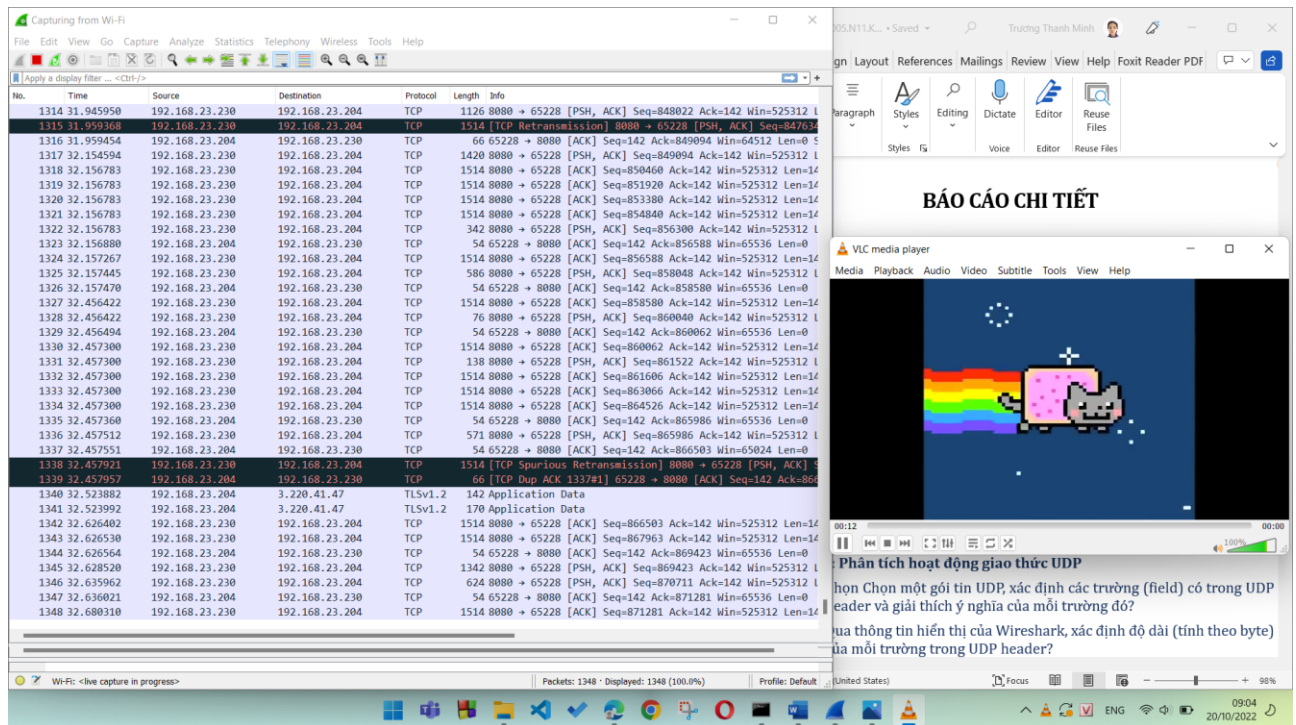 Capturing from Wi-Fi
File Edit View Go Capture Analyze Statistics Telephony Wireless Tools Help
Apply a display filter ... <Ctrl-/>
No. Time Source Destination Protocol Length Info
1314 31.945950 192.168.23.230 192.168.23.204 TCP 1126 8080 → 65228 [PSH, ACK] Seq=848022 Ack=142 Win=525312 L
1315 31.959368 192.168.23.230 192.168.23.204 TCP 1514 [TCP Retransmission] 8080 → 65228 [PSH, ACK] Seq=847634
1316 31.959454 192.168.23.204 192.168.23.230 TCP 66 65228 → 8080 [ACK] Seq=142 Ack=849094 Win=64512 Len=0 S
1317 32.154594 192.168.23.230 192.168.23.204 TCP 1420 8080 → 65228 [PSH, ACK] Seq=849094 Ack=142 Win=525312 L
1318 32.156783 192.168.23.230 192.168.23.204 TCP 1514 8080 → 65228 [ACK] Seq=850460 Ack=142 Win=525312 Len=14
1319 32.156783 192.168.23.230 192.168.23.204 TCP 1514 8080 → 65228 [ACK] Seq=851920 Ack=142 Win=525312 Len=14
1320 32.156783 192.168.23.230 192.168.23.204 TCP 1514 8080 → 65228 [ACK] Seq=853380 Ack=142 Win=525312 Len=14
1321 32.156783 192.168.23.230 192.168.23.204 TCP 1514 8080 → 65228 [ACK] Seq=854840 Ack=142 Win=525312 Len=14
1322 32.156783 192.168.23.230 192.168.23.204 TCP 342 8080 → 65228 [PSH, ACK] Seq=856300 Ack=142 Win=525312 L
1323 32.156880 192.168.23.204 192.168.23.230 TCP 54 65228 → 8080 [ACK] Seq=142 Ack=856588 Win=65536 Len=0
1324 32.157267 192.168.23.230 192.168.23.204 TCP 1514 8080 → 65228 [ACK] Seq=856588 Ack=142 Win=525312 Len=14
1325 32.157445 192.168.23.230 192.168.23.204 TCP 586 8080 → 65228 [PSH, ACK] Seq=858048 Ack=142 Win=525312 L
1326 32.157470 192.168.23.204 192.168.23.230 TCP 54 65228 → 8080 [ACK] Seq=142 Ack=858580 Win=65536 Len=0
1327 32.456422 192.168.23.230 192.168.23.204 TCP 1514 8080 → 65228 [ACK] Seq=858580 Ack=142 Win=525312 Len=14
1328 32.456422 192.168.23.230 192.168.23.204 TCP 76 8080 → 65228 [PSH, ACK] Seq=860040 Ack=142 Win=525312 L
1329 32.456494 192.168.23.204 192.168.23.230 TCP 54 65228 → 8080 [ACK] Seq=142 Ack=860062 Win=65536 Len=0
1330 32.457300 192.168.23.230 192.168.23.204 TCP 1514 8080 → 65228 [ACK] Seq=860062 Ack=142 Win=525312 Len=14
1331 32.457300 192.168.23.230 192.168.23.204 TCP 138 8080 → 65228 [PSH, ACK] Seq=861522 Ack=142 Win=525312 L
1332 32.457300 192.168.23.230 192.168.23.204 TCP 1514 8080 → 65228 [ACK] Seq=861606 Ack=142 Win=525312 Len=14
1333 32.457300 192.168.23.230 192.168.23.204 TCP 1514 8080 → 65228 [ACK] Seq=863066 Ack=142 Win=525312 Len=14
1334 32.457300 192.168.23.230 192.168.23.204 TCP 1514 8080 → 65228 [ACK] Seq=864526 Ack=142 Win=525312 Len=14
1335 32.457360 192.168.23.204 192.168.23.230 TCP 54 65228 → 8080 [ACK] Seq=142 Ack=865986 Win=65536 Len=0
1336 32.457512 192.168.23.230 192.168.23.204 TCP 571 8080 → 65228 [PSH, ACK] Seq=865986 Ack=142 Win=525312 L
1337 32.457551 192.168.23.204 192.168.23.230 TCP 54 65228 → 8080 [ACK] Seq=142 Ack=866503 Win=65024 Len=0
1338 32.457921 192.168.23.230 192.168.23.204 TCP 1514 [TCP Spurious Retransmission] 8080 → 65228 [PSH, ACK] S
1339 32.457957 192.168.23.204 192.168.23.230 TCP 66 [TCP Dup ACK 1337#1] 65228 → 8080 [ACK] Seq=142 Ack=866
1340 32.523882 192.168.23.204 3.220.41.47 TLSv1.2 142 Application Data
1341 32.523992 192.168.23.204 3.220.41.47 TLSv1.2 170 Application Data
1342 32.626402 192.168.23.230 192.168.23.204 TCP 1514 8080 → 65228 [ACK] Seq=866503 Ack=142 Win=525312 Len=14
1343 32.626530 192.168.23.230 192.168.23.204 TCP 1514 8080 → 65228 [ACK] Seq=867963 Ack=142 Win=525312 Len=14
1344 32.626564 192.168.23.204 192.168.23.230 TCP 54 65228 → 8080 [ACK] Seq=142 Ack=869423 Win=65536 Len=0
1345 32.628520 192.168.23.230 192.168.23.204 TCP 1342 8080 → 65228 [PSH, ACK] Seq=869423 Ack=142 Win=525312 L
1346 32.635962 192.168.23.230 192.168.23.204 TCP 624 8080 → 65228 [PSH, ACK] Seq=870711 Ack=142 Win=525312 L
1347 32.636021 192.168.23.204 192.168.23.230 TCP 54 65228 → 8080 [ACK] Seq=142 Ack=871281 Win=65536 Len=0
1348 32.680310 192.168.23.230 192.168.23.204 TCP 1514 8080 → 65228 [ACK] Seq=871281 Ack=142 Win=525312 Len=14
Wi-Fi: <live capture in progress> Packets: 1348 · Displayed: 1348 (100.0%) Profile: Default
005.N11.K... • Saved Trương Thanh Minh
gn Layout References Mailings Review View Help Foxit Reader PDF
Paragraph Styles Editing Dictate Editor Reuse Files
Styles Voice Editor Reuse Files
BÁO CÁO CHI TIẾT
VLC media player
Media Playback Audio Video Subtitle Tools View Help
00:12 00:00
100%
: Phân tích hoạt động giao thức UDP
họn Chọn một gói tin UDP, xác định các trường (field) có trong UDP
eader và giải thích ý nghĩa của mỗi trường đó?
ua thông tin hiển thị của Wireshark, xác định độ dài (tính theo byte)
ủa mỗi trường trong UDP header?
(United States) Focus 98%
ENG 09:04
20/10/2022